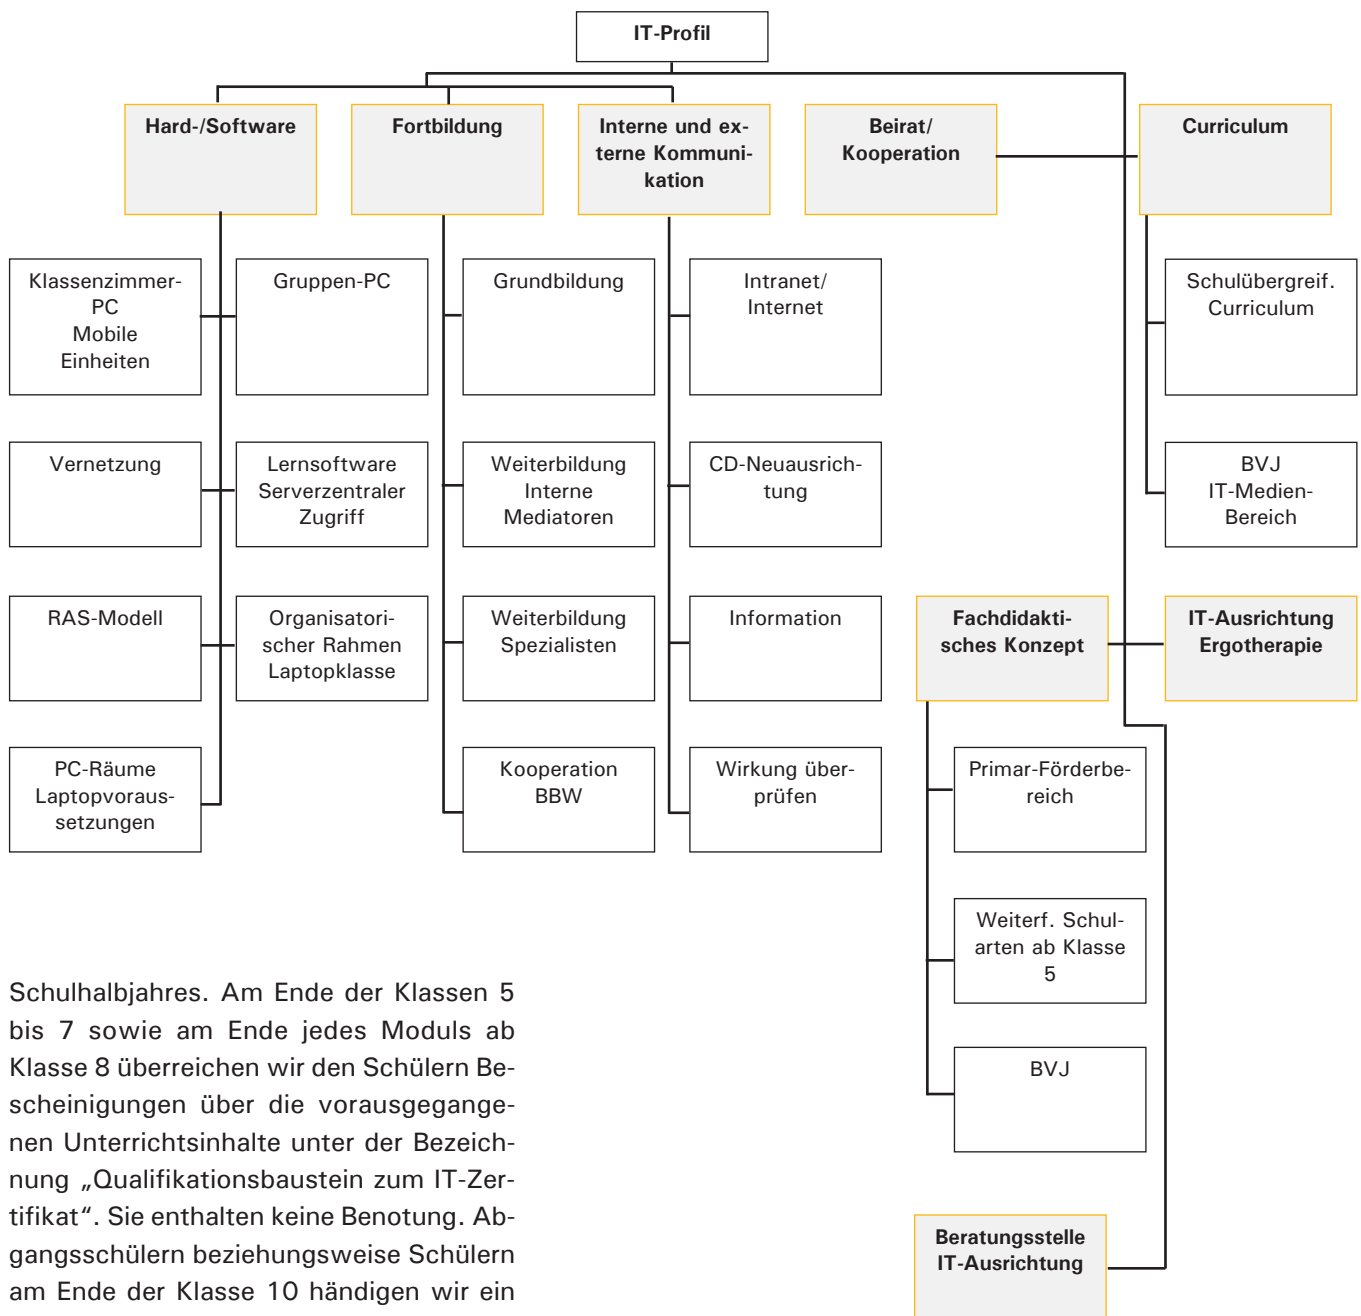 IT-Profil
Hard-/Software
Fortbildung
Interne und ex-
terne Kommuni-
kation
Beirat/
Kooperation
Curriculum
Klassenzimmer-
PC
Mobile
Einheiten
Gruppen-PC
Grundbildung
Intranet/
Internet
Schulübergreif.
Curriculum
Vernetzung
Lernsoftware
Serverzentraler
Zugriff
Weiterbildung
Interne
Mediatoren
CD-Neuausrich-
tung
BVJ
IT-Medien-
Bereich
RAS-Modell
Organisatori-
scher Rahmen
Laptopklasse
Weiterbildung
Spezialisten
Information
Fachdidakti-
sches Konzept
IT-Ausrichtung
Ergotherapie
PC-Räume
Laptopvoraus-
setzungen
Kooperation
BBW
Wirkung über-
prüfen
Primar-Förderbe-
reich
Weiterf. Schul-
arten ab Klasse
5
BVJ
Beratungsstelle
IT-Ausrichtung
Schulhalbjahres. Am Ende der Klassen 5
bis 7 sowie am Ende jedes Moduls ab
Klasse 8 überreichen wir den Schülern Be-
scheinigungen über die vorausgegange-
nen Unterrichtsinhalte unter der Bezeich-
nung „Qualifikationsbaustein zum IT-Zer-
tifikat“. Sie enthalten keine Benotung. Ab-
gangsschülern beziehungsweise Schülern
am Ende der Klasse 10 händigen wir ein